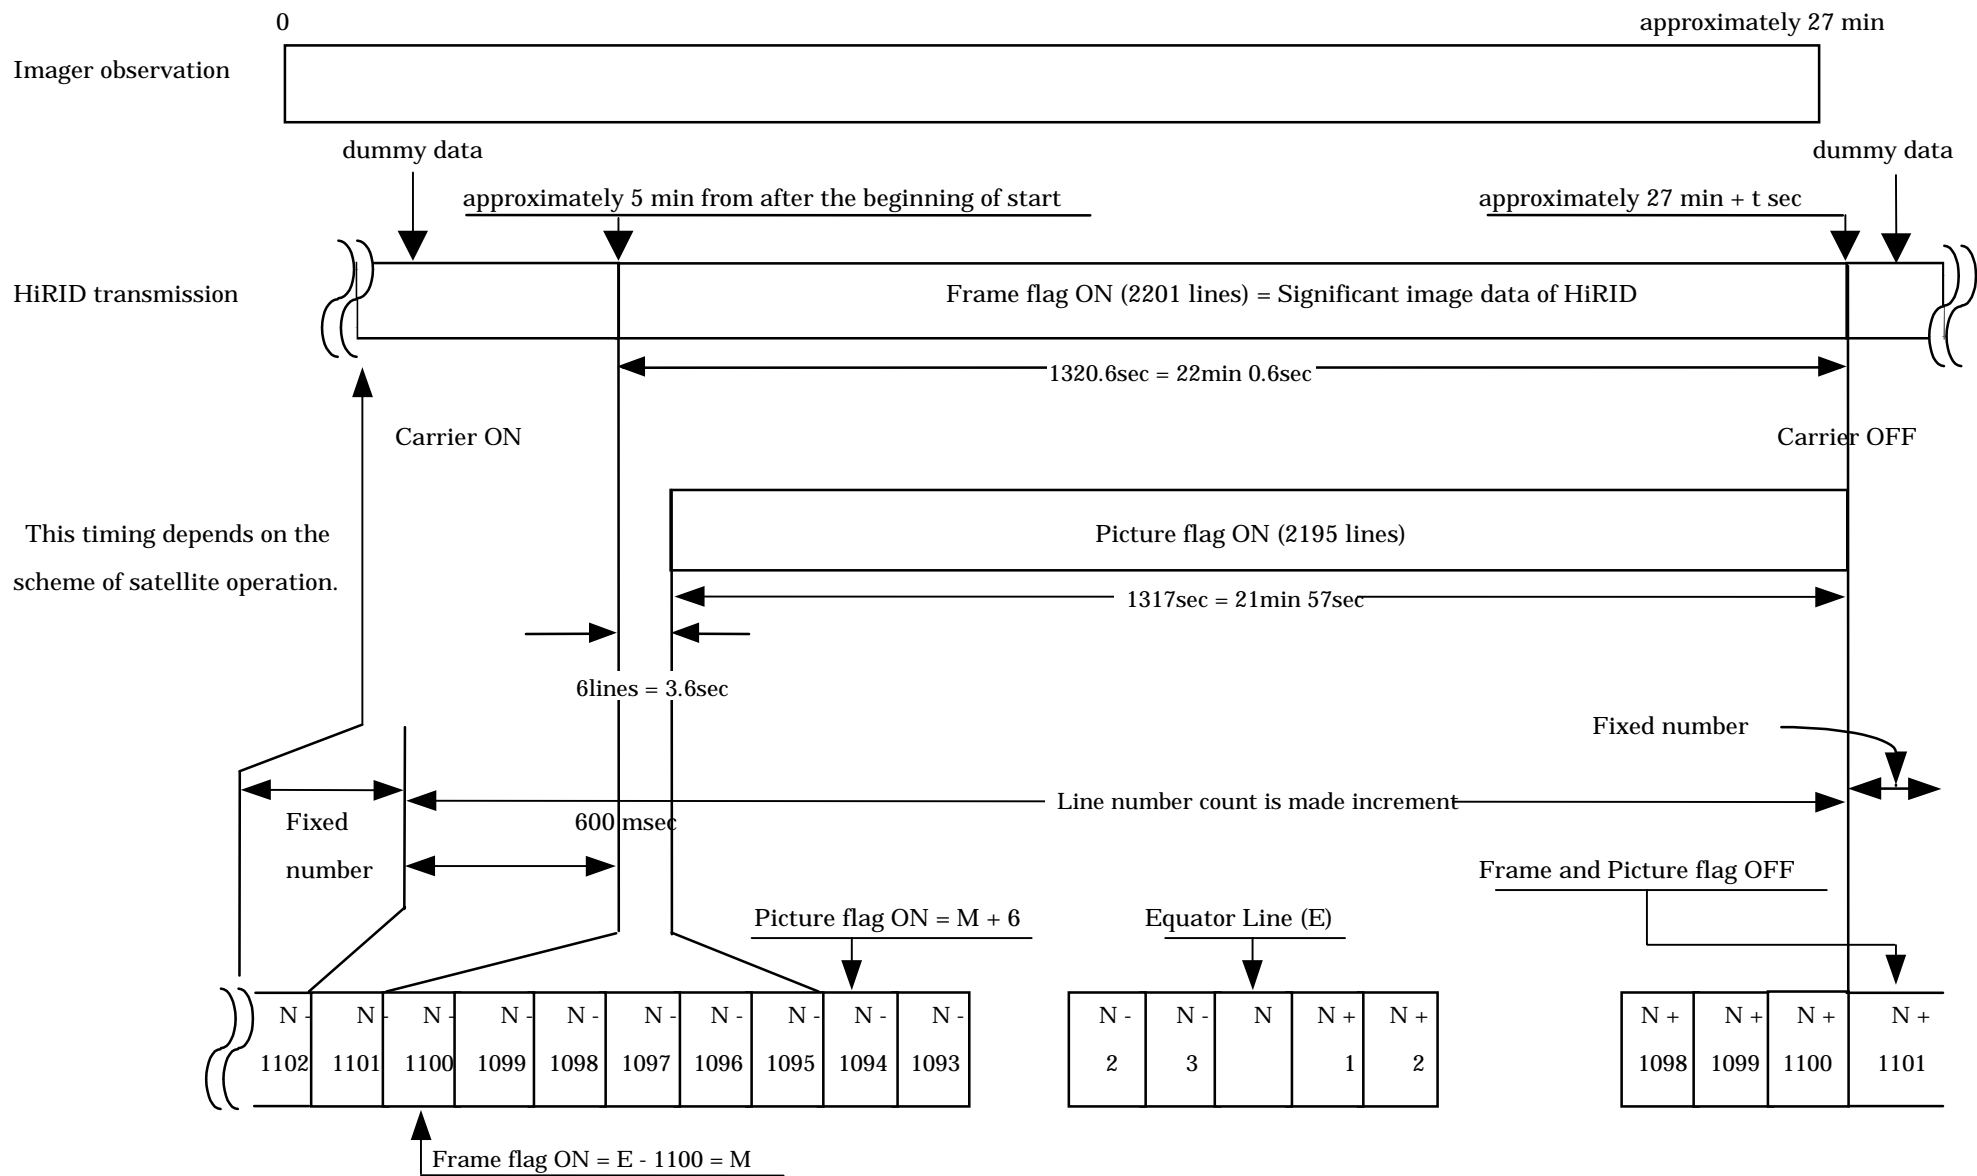 0
approximately 27 min
Imager observation
dummy data
dummy data
approximately 5 min from after the beginning of start
approximately 27 min + t sec
HiRID transmission
Frame flag ON (2201 lines) = Significant image data of HiRID
1320.6sec = 22min 0.6sec
Carrier ON
Carrier OFF
This timing depends on the
scheme of satellite operation.
Picture flag ON (2195 lines)
1317sec = 21min 57sec
6lines = 3.6sec
Fixed number
Line number count is made increment
Fixed
number
600 msec
Frame and Picture flag OFF
Picture flag ON = M + 6
Equator Line (E)
N - N - N - N - N - N - N - N - N - N - N - N - N N + N + N + N + N + N +
1102 1101 1100 1099 1098 1097 1096 1095 1094 1093 2 3 1 2 1098 1099 1100 1101
Frame flag ON = E - 1100 = M